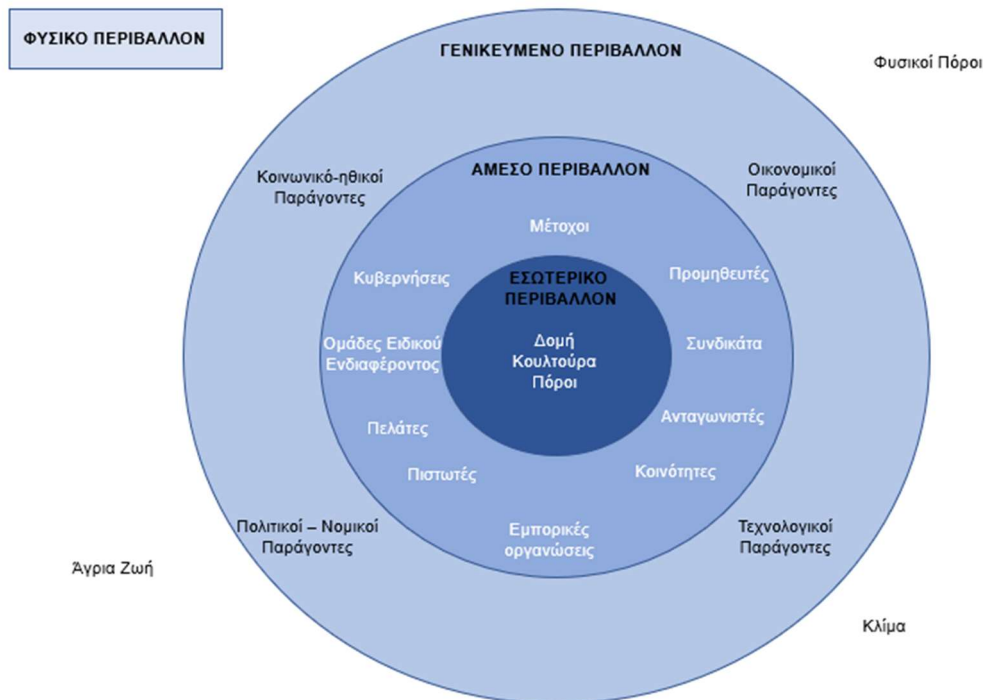 ΦΥΣΙΚΟ ΠΕΡΙΒΑΛΛΟΝ
ΓΕΝΙΚΕΥΜΕΝΟ ΠΕΡΙΒΑΛΛΟΝ
Φυσικοί Πόροι
Κοινωνικό-ηθικοί
Παράγοντες
ΑΜΕΣΟ ΠΕΡΙΒΑΛΛΟΝ
Οικονομικοί
Παράγοντες
Μέτοχοι
Κυβερνήσεις
ΕΣΩΤΕΡΙΚΟ
ΠΕΡΙΒΑΛΛΟΝ
Προμηθευτές
Ομάδες Ειδικού
Ενδιαφέροντος
Δομή
Κουλτούρα
Πόροι
Συνδικάτα
Πελάτες
Ανταγωνιστές
Πιστωτές
Κοινότητες
Πολιτικοί – Νομικοί
Παράγοντες
Εμπορικές
οργανώσεις
Τεχνολογικοί
Παράγοντες
Άγρια Ζωή
Κλίμα